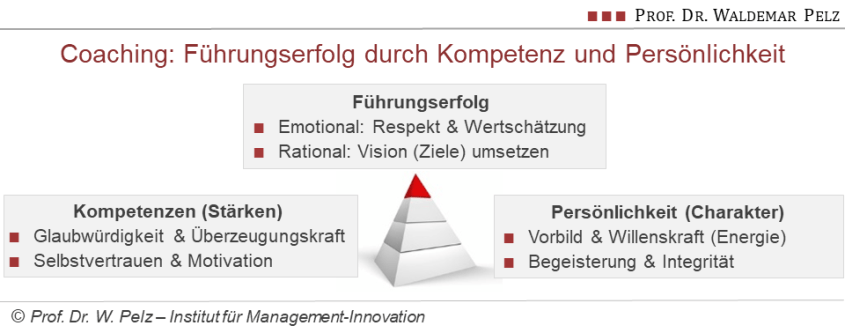 PROF. DR. WALDEMAR PELZ
Coaching: Führungserfolg durch Kompetenz und Persönlichkeit
Führungserfolg
Emotional: Respekt & Wertschätzung
Rational: Vision (Ziele) umsetzen
Kompetenzen (Stärken)
Glaubwürdigkeit & Überzeugungskraft
Selbstvertrauen & Motivation
Persönlichkeit (Charakter)
Vorbild & Willenskraft (Energie)
Begeisterung & Integrität
© Prof. Dr. W. Pelz – Institut für Management-Innovation